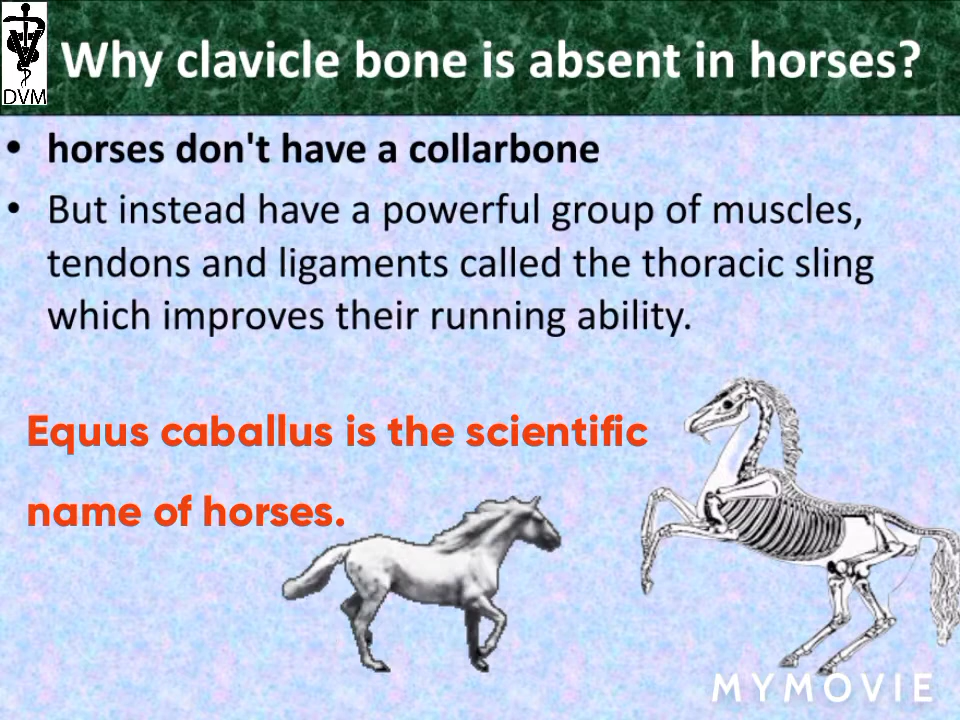 DVM
Why clavicle bone is absent in horses?
• horses don't have a collarbone
• But instead have a powerful group of muscles,
tendons and ligaments called the thoracic sling
which improves their running ability.
Equus caballus is the scientific
name of horses.
MYMOVIE